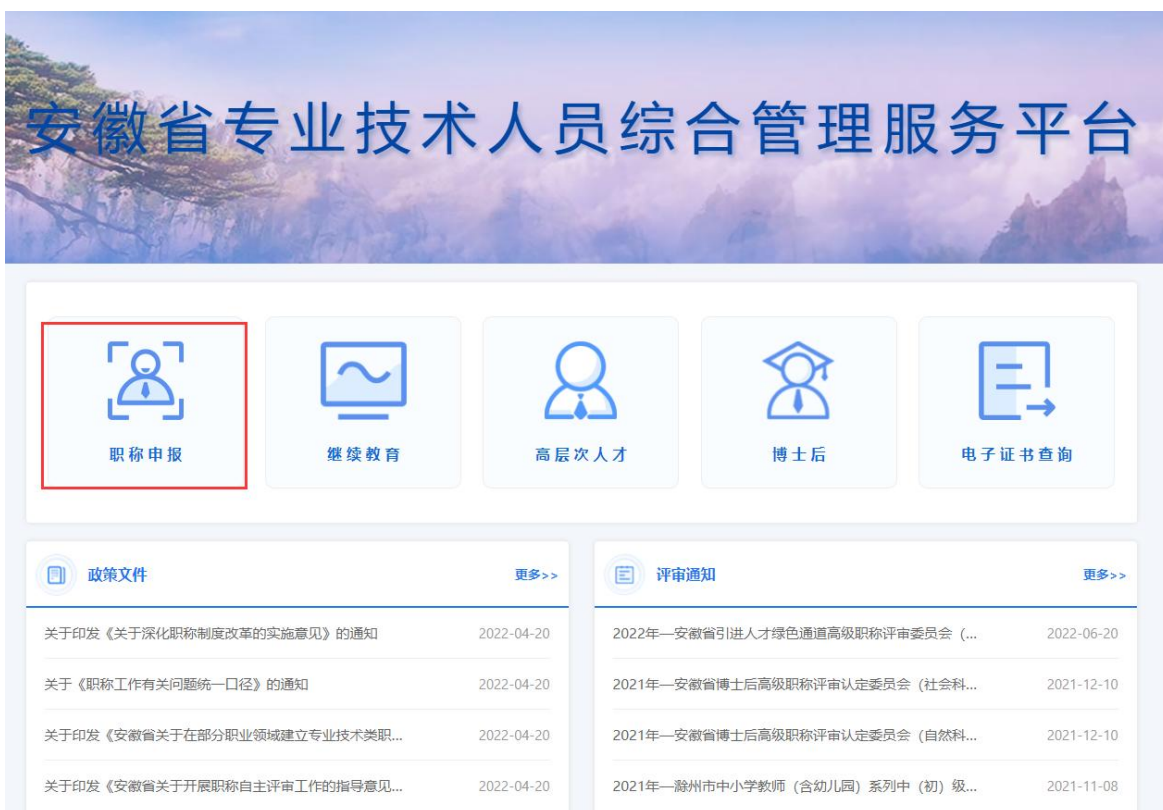 安徽省专业技术人员综合管理服务平台
职称申报
继续教育
高层次人才
博士后
电子证书查询
政策文件
更多>>
关于印发《关于深化职称制度改革的实施意见》的通知 2022-04-20
关于《职称工作有关问题统一口径》的通知 2022-04-20
关于印发《安徽省关于在部分职业领域建立专业技术类职... 2022-04-20
关于印发《安徽省关于开展职称自主评审工作的指导意见... 2022-04-20
评审通知
更多>>
2022年—安徽省引进人才绿色通道高级职称评审委员会（... 2022-06-20
2021年—安徽省博士后高级职称评审认定委员会（社会科... 2021-12-10
2021年—安徽省博士后高级职称评审认定委员会（自然科... 2021-12-10
2021年—滁州市中小学教师（含幼儿园）系列中（初）级... 2021-11-08